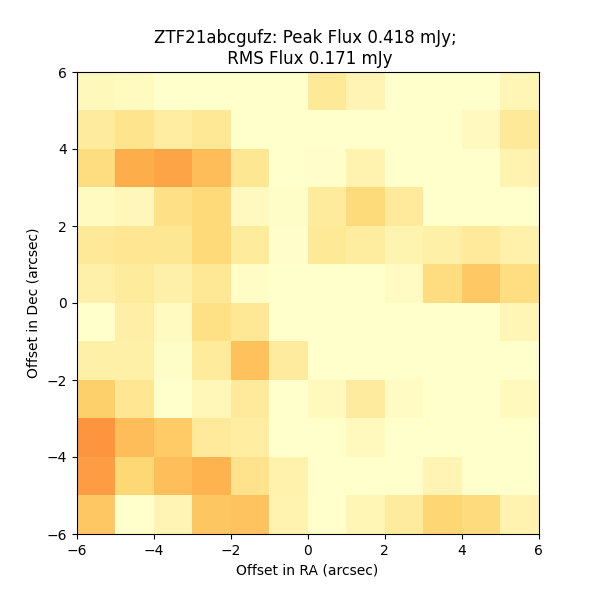 ZTF21abcgufz: Peak Flux 0.418 mJy;
RMS Flux 0.171 mJy
6
4
2
0
−2
−4
−6
Offset in Dec (arcsec)
−6 −4 −2 0 2 4 6
Offset in RA (arcsec)